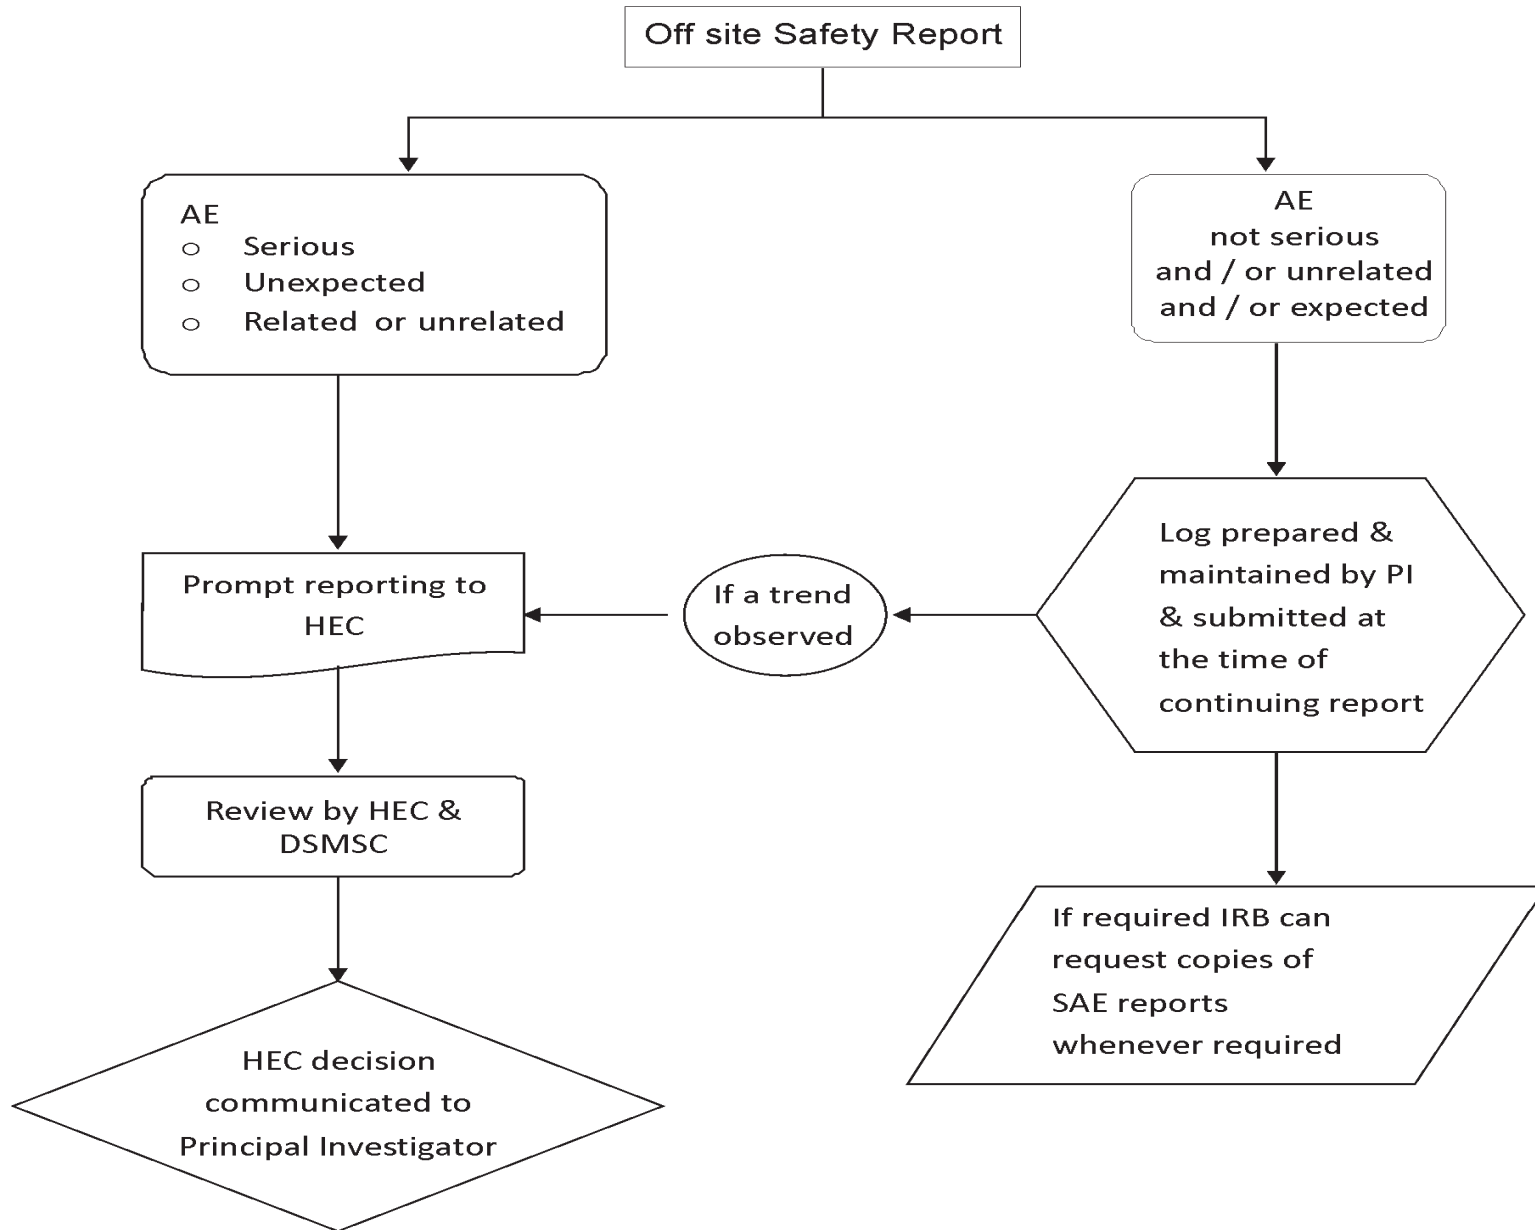 Off site Safety Report
AE
○ Serious
○ Unexpected
○ Related or unrelated
AE
not serious
and / or unrelated
and / or expected
Prompt reporting to
HEC
If a trend
observed
Log prepared &
maintained by PI
& submitted at
the time of
continuing report
Review by HEC &
DSMSC
If required IRB can
request copies of
SAE reports
whenever required
HEC decision
communicated to
Principal Investigator